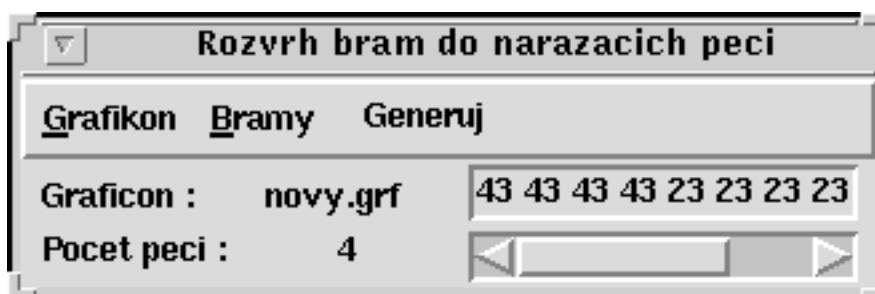 Rozvrh bram do narazacich peci
Grafikon Bramy Generuj
Graficon : novy.grf 43 43 43 43 23 23 23 23
Pocet peci : 4